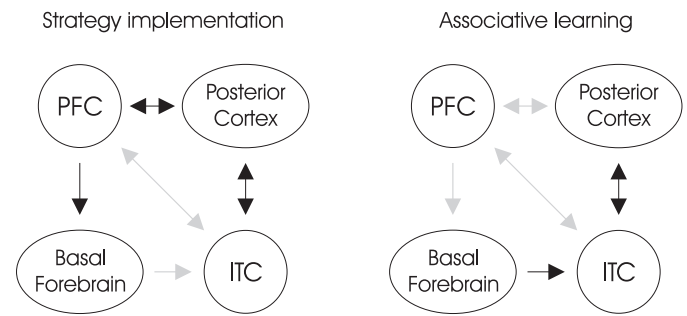 Strategy implementation
PFC
Posterior
Cortex
Basal
Forebrain
ITC
Associative learning
PFC
Posterior
Cortex
Basal
Forebrain
ITC